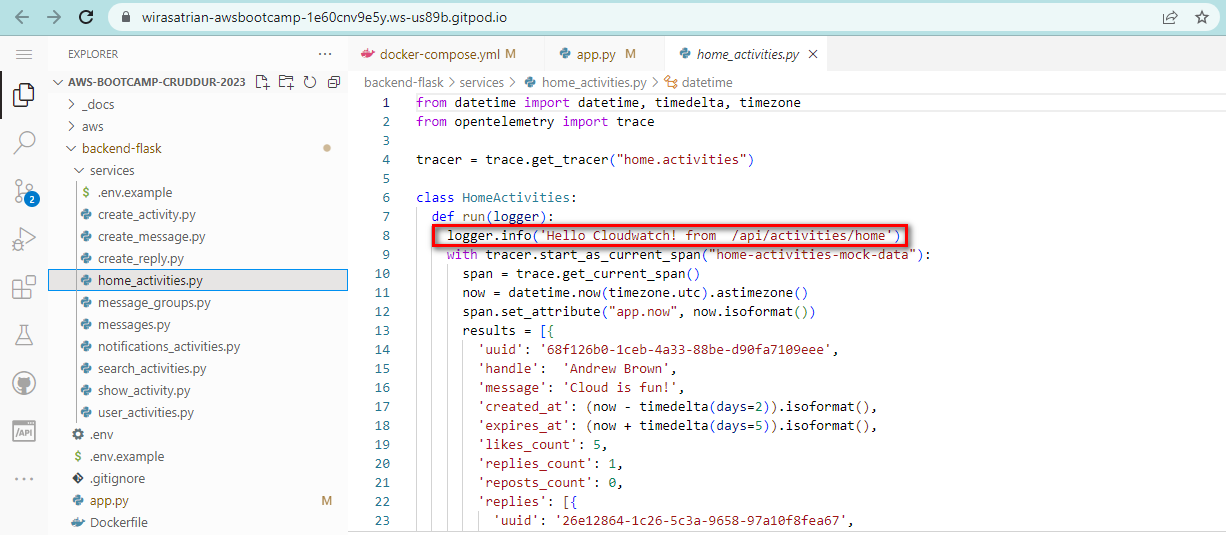 wirasatrian-awsbootcamp-1e60cnv9e5y.ws-us89b.gitpod.io
EXPLORER
AWS-BOOTCAMP-CRUDDUR-2023
_docs
aws
backend-flask
services
$ .env.example
create_activity.py
create_message.py
create_reply.py
home_activities.py
message_groups.py
messages.py
notifications_activities.py
search_activities.py
show_activity.py
user_activities.py
.env
$ .env.example
.gitignore
app.py M
Dockerfile
2
/API
docker-compose.yml M
app.py M
home_activities.py
backend-flask > services > home_activities.py > datetime
1 from datetime import datetime, timedelta, timezone
2 from opentelemetry import trace
3
4 tracer = trace.get_tracer("home.activities")
5
6 class HomeActivities:
7 def run(logger):
8 logger.info('Hello Cloudwatch! from  /api/activities/home')
9 with tracer.start_as_current_span("home-activities-mock-data"):
10 span = trace.get_current_span()
11 now = datetime.now(timezone.utc).astimezone()
12 span.set_attribute("app.now", now.isoformat())
13 results = [{
14 'uuid': '68f126b0-1ceb-4a33-88be-d90fa7109eee',
15 'handle':  'Andrew Brown',
16 'message': 'Cloud is fun!',
17 'created_at': (now - timedelta(days=2)).isoformat(),
18 'expires_at': (now + timedelta(days=5)).isoformat(),
19 'likes_count': 5,
20 'replies_count': 1,
21 'reposts_count': 0,
22 'replies': [{
23 'uuid': '26e12864-1c26-5c3a-9658-97a10f8fea67',